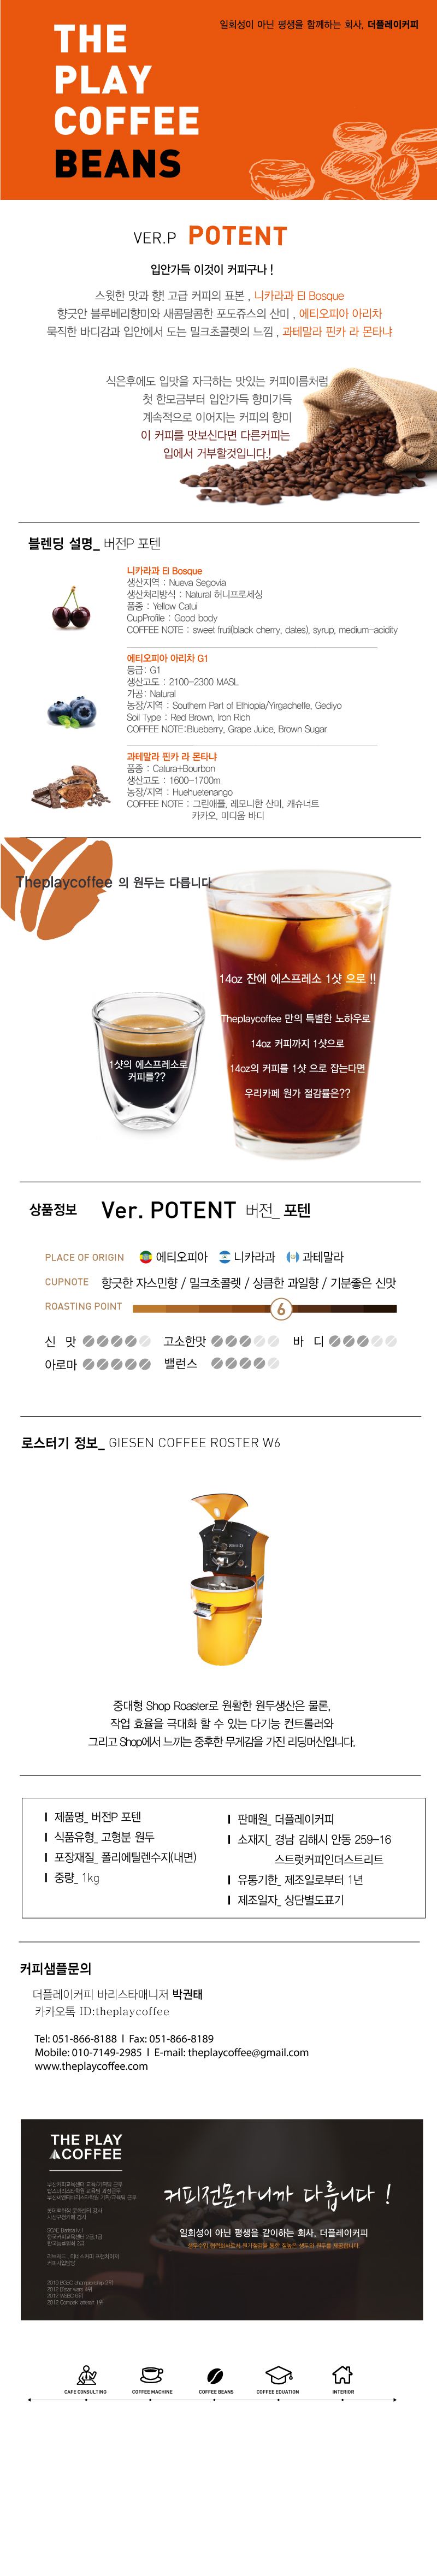 일회성이 아닌 평생을 함께하는 회사, 더플레이커피
THE
PLAY
COFFEE
BEANS
VER.P POTENT
입안가득 이것이 커피구나 !
스윗한 맛과 향! 고급 커피의 표본 , 니카라과 El Bosque
향긋안 블루베리향미와 새콤달콤한 포도쥬스의 산미 , 에티오피아 아리차
묵직한 바디감과 입안에서 도는 밀크초콜렛의 느낌 , 과테말라 핀카 라 몬타냐
식은후에도 입맛을 자극하는 맛있는 커피이름처럼
첫 한모금부터 입안가득 향미가득
계속적으로 이어지는 커피의 향미
이 커피를 맛보신다면 다른커피는
입에서 거부할것입니다.!
블렌딩 설명_ 버전P 포텐
니카라과 El Bosque
생산지역 : Nueva Segovia
생산처리방식 : Natural 허니프로세싱
품종 : Yellow Catui
CupProfile : Good body
COFFEE NOTE : sweet fruti(black cherry, dates), syrup, medium-acidity
에티오피아 아리차 G1
등급: G1
생산고도 : 2100-2300 MASL
가공: Natural
농장/지역 : Southern Part of Ethiopia/Yirgacheffe, Gediyo
Soil Type : Red Brown, Iron Rich
COFFEE NOTE:Blueberry, Grape Juice, Brown Sugar
과테말라 핀카 라 몬타냐
품종 : Catura+Bourbon
생산고도 : 1600-1700m
농장/지역 : Huehuetenango
COFFEE NOTE : 그린애플, 레모니한 산미, 캐슈너트
카카오, 미디움 바디
Theplaycoffee 의 원두는 다릅니다
14oz 잔에 에스프레소 1샷 으로 !!
Theplaycoffee 만의 특별한 노하우로
14oz 커피까지 1샷으로
14oz의 커피를 1샷 으로 잡는다면
우리카페 원가 절감률은??
1샷의 에스프레소로
커피를??
상품정보 Ver. POTENT 버전_ 포텐
PLACE OF ORIGIN 에티오피아 니카라과 과테말라
CUPNOTE 향긋한 자스민향 / 밀크초콜렛 / 상큼한 과일향 / 기분좋은 신맛
ROASTING POINT 6
신 맛 고소한맛 바 디
아로마 밸런스
로스터기 정보_ GIESEN COFFEE ROSTER W6
중대형 Shop Roaster로 원활한 원두생산은 물론,
작업 효율을 극대화 할 수 있는 다기능 컨트롤러와
그리고 Shop에서 느끼는 중후한 무게감을 가진 리딩머신입니다.
제품명_ 버전P 포텐
식품유형_ 고형분 원두
포장재질_ 폴리에틸렌수지(내면)
중량_ 1kg
판매원_ 더플레이커피
소재지_ 경남 김해시 안동 259-16
스트릿커피인더스트리트
유통기한_ 제조일로부터 1년
제조일자_ 상단별도표기
커피샘플문의
더플레이커피 바리스타매니저 박권태
카카오톡 ID:theplaycoffee
Tel: 051-866-8188 I Fax: 051-866-8189
Mobile: 010-7149-2985 I E-mail: theplaycoffee@gmail.com
www.theplaycoffee.com
THE PLAY
COFFEE
커피전문가니까 다릅니다 !
일회성이 아닌 평생을 같이하는 회사, 더플레이커피
CAFE CONSULTING COFFEE MACHINE COFFEE BEANS COFFEE EDUATION INTERIOR